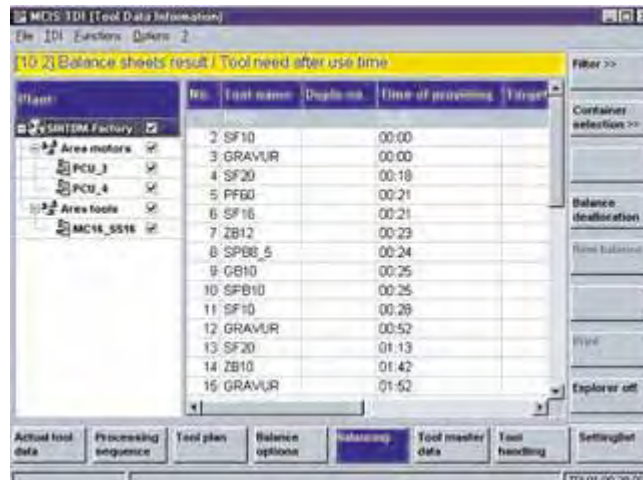 MCIS TDI [Tool Data Information]
File TDI Functions Options ?
[10.2] Balance sheets result / Tool need after use time
Plant:
SINTDM Factory
Area motors
PCU_3
PCU_4
Area tools
MC16_SS16
No. Tool name Duplo no. Time of providing Target
2 SF10 00:00
3 GRAVUR 00:00
4 SF20 00:18
5 PF60 00:21
6 SF16 00:21
7 ZB12 00:23
8 SPB8_5 00:24
9 GB10 00:25
10 SPB10 00:25
11 SF10 00:28
12 GRAVUR 00:52
13 SF20 01:13
14 ZB10 01:42
15 GRAVUR 01:52
Filter >>
Container
selection >>
Balance
deallocation
New balance
Print
Explorer off
Actual tool
data
Processing
sequence
Tool plan
Balance
options
Balancing
Tool master
data
Tool
handling
Settinglist